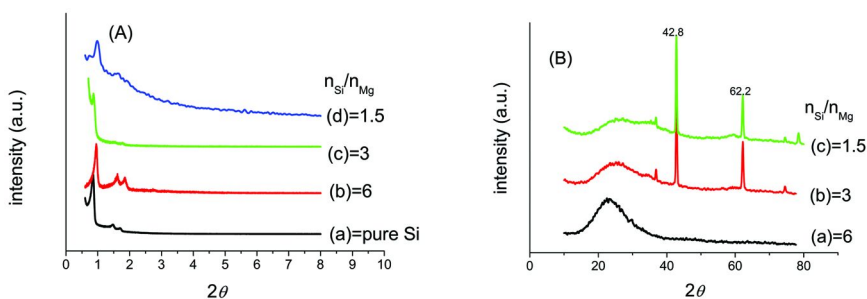 (A)
n_Si/n_Mg
(d)=1.5
(c)=3
(b)=6
(a)=pure Si
intensity (a.u.)
0 1 2 3 4 5 6 7 8 9 10
2θ
(B)
42.8
62.2
n_Si/n_Mg
(c)=1.5
(b)=3
(a)=6
intensity (a.u.)
0 20 40 60 80
2θ